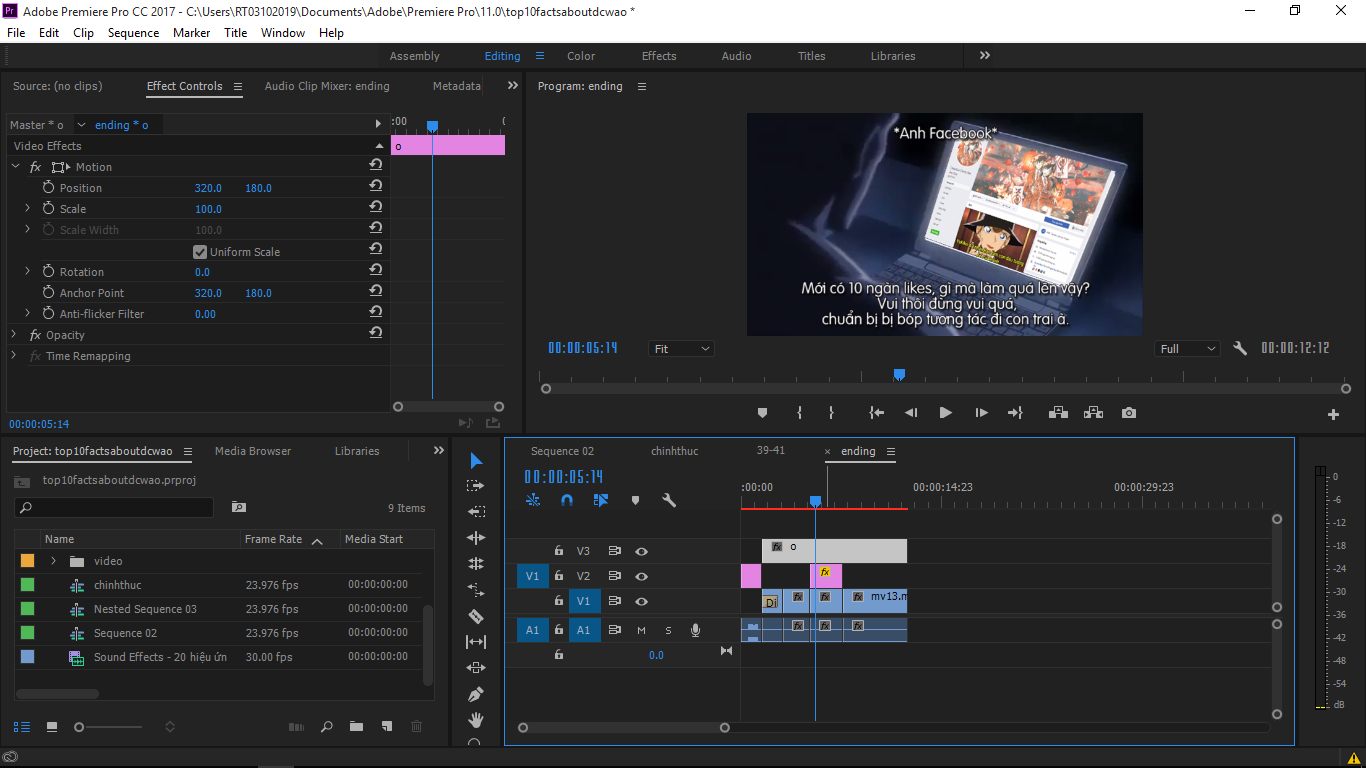 Adobe Premiere Pro CC 2017 - C:\Users\RT03102019\Documents\Adobe\Premiere Pro\11.0\top10factsaboutdcwao *
File Edit Clip Sequence Marker Title Window Help
Assembly Editing Color Effects Audio Titles Libraries
Source: (no clips) Effect Controls Audio Clip Mixer: ending Metadata
Program: ending
Master * o ending * o
:00
Video Effects
o
fx Motion
Position 320.0 180.0
Scale 100.0
Scale Width 100.0
Uniform Scale
Rotation 0.0
Anchor Point 320.0 180.0
Anti-flicker Filter 0.00
fx Opacity
fx Time Remapping
00:00:05:14
*Anh Facebook*
Mới có 10 ngàn likes, gì mà làm quá lên vậy?
Vui thôi đừng vui quá,
chuẩn bị bị bóp tương tác đi con trai ạ.
00:00:05:14 Fit Full 00:00:12:12
Project: top10factsaboutdcwao Media Browser Libraries
top10factsaboutdcwao.prproj
9 Items
Name Frame Rate Media Start
video
chinhthuc 23.976 fps 00:00:00:00
Nested Sequence 03 23.976 fps 00:00:00:00
Sequence 02 23.976 fps 00:00:00:00
Sound Effects - 20 hiệu ứn 30.00 fps 00:00:00:00
Sequence 02 chinhthuc 39-41 × ending
00:00:05:14
:00:00 00:00:14:23 00:00:29:23
V3 fx o
V1 V2 fx
V1 Di fx fx fx mv13.m
A1 A1 M S fx fx fx
0.0
0
-6
-12
-18
-24
-30
-36
-42
-48
-54
dB